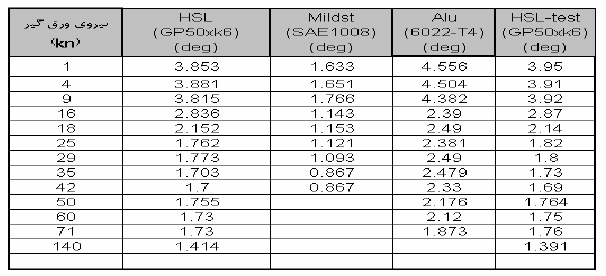 نیروی ورق گیر (kn) HSL (GP50xk6) (deg) Mildst (SAE1008) (deg) Alu (6022-T4) (deg) HSL-test (GP50xk6) (deg)
1 3.853 1.633 4.556 3.95
4 3.881 1.651 4.504 3.91
9 3.815 1.766 4.382 3.92
16 2.836 1.143 2.39 2.87
18 2.152 1.153 2.49 2.14
25 1.762 1.121 2.381 1.82
29 1.773 1.093 2.49 1.8
35 1.703 0.867 2.479 1.73
42 1.7 0.867 2.33 1.69
50 1.755 2.176 1.764
60 1.73 2.12 1.75
71 1.73 1.873 1.76
140 1.414 1.391